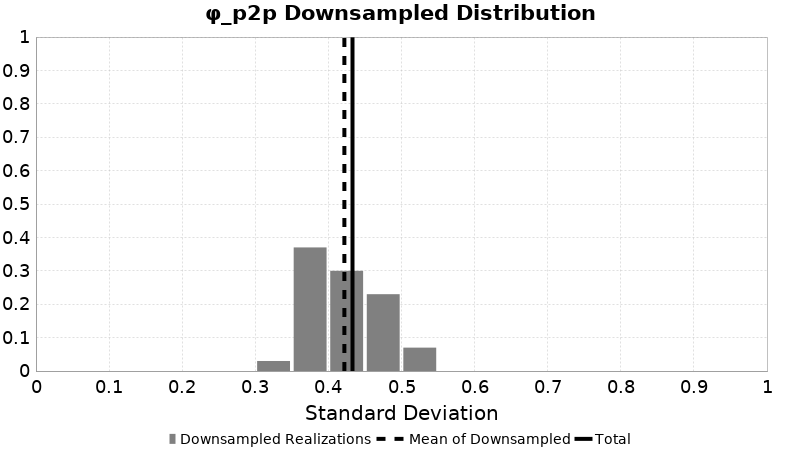 φ_p2p Downsampled Distribution
1
0.9
0.8
0.7
0.6
0.5
0.4
0.3
0.2
0.1
0
0 0.1 0.2 0.3 0.4 0.5 0.6 0.7 0.8 0.9 1
Standard Deviation
Downsampled Realizations Mean of Downsampled Total